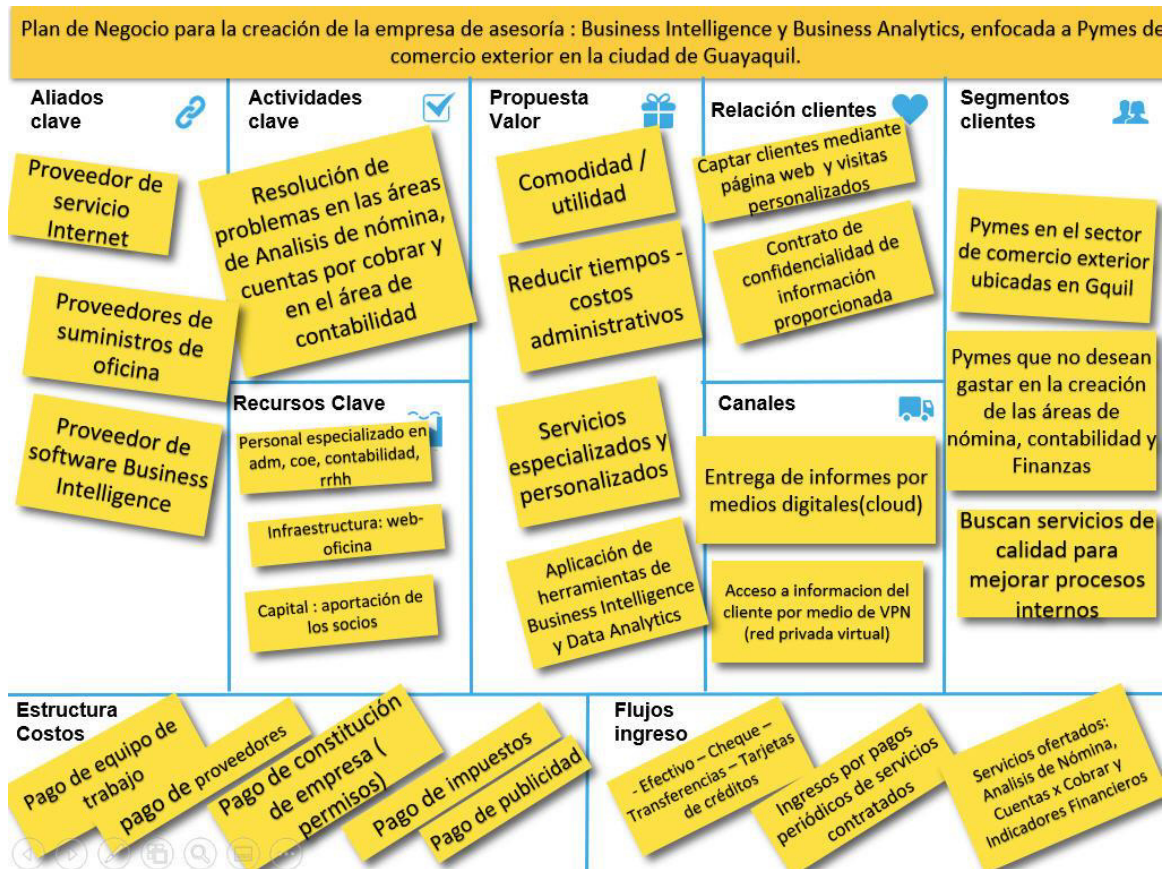 Plan de Negocio para la creación de la empresa de asesoría : Business Intelligence y Business Analytics, enfocada a Pymes de
comercio exterior en la ciudad de Guayaquil.
Aliados
clave
Proveedor de
servicio
Internet
Proveedores de
suministros de
oficina
Proveedor de
software Business
Intelligence
Actividades
clave
Resolución de
problemas en las áreas
de Analisis de nómina,
cuentas por cobrar y
en el área de
contabilidad
Recursos Clave
Personal especializado en
adm, coe, contabilidad,
rrhh
Infraestructura: web-
oficina
Capital : aportación de
los socios
Propuesta
Valor
Comodidad /
utilidad
Reducir tiempos -
costos
administrativos
Servicios
especializados y
personalizados
Aplicación de
herramientas de
Business Intelligence
y Data Analytics
Relación clientes
Captar clientes mediante
página web y visitas
personalizados
Contrato de
confidencialidad de
información
proporcionada
Canales
Entrega de informes por
medios digitales(cloud)
Acceso a informacion del
cliente por medio de VPN
(red privada virtual)
Segmentos
clientes
Pymes en el sector
de comercio exterior
ubicadas en Gquil
Pymes que no desean
gastar en la creación
de las áreas de
nómina, contabilidad y
Finanzas
Buscan servicios de
calidad para
mejorar procesos
internos
Estructura
Costos
Pago de equipo de
trabajo
pago de proveedores
Pago de constitución
de empresa (
permisos)
Pago de impuestos
Pago de publicidad
Flujos
ingreso
- Efectivo – Cheque –
Transferencias – Tarjetas
de créditos
Ingresos por pagos
periódicos de servicios
contratados
Servicios ofertados:
Analisis de Nómina,
Cuentas x Cobrar y
Indicadores Financieros